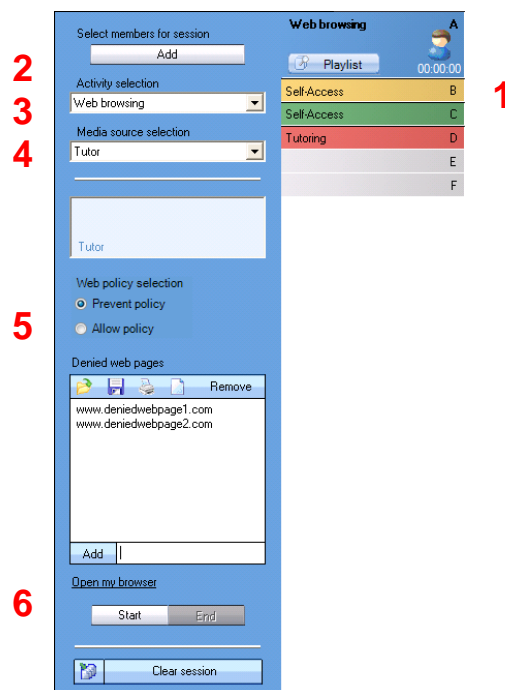 Select members for session
Add
2
Activity selection
3
Web browsing
Media source selection
4
Tutor
Tutor
Web policy selection
Prevent policy
5
Allow policy
Denied web pages
Remove
www.deniedwebpage1.com
www.deniedwebpage2.com
Add
Open my browser
6
Start End
Clear session
Web browsing A
Playlist 00:00:00
Self-Access B
1
Self-Access C
Tutoring D
E
F